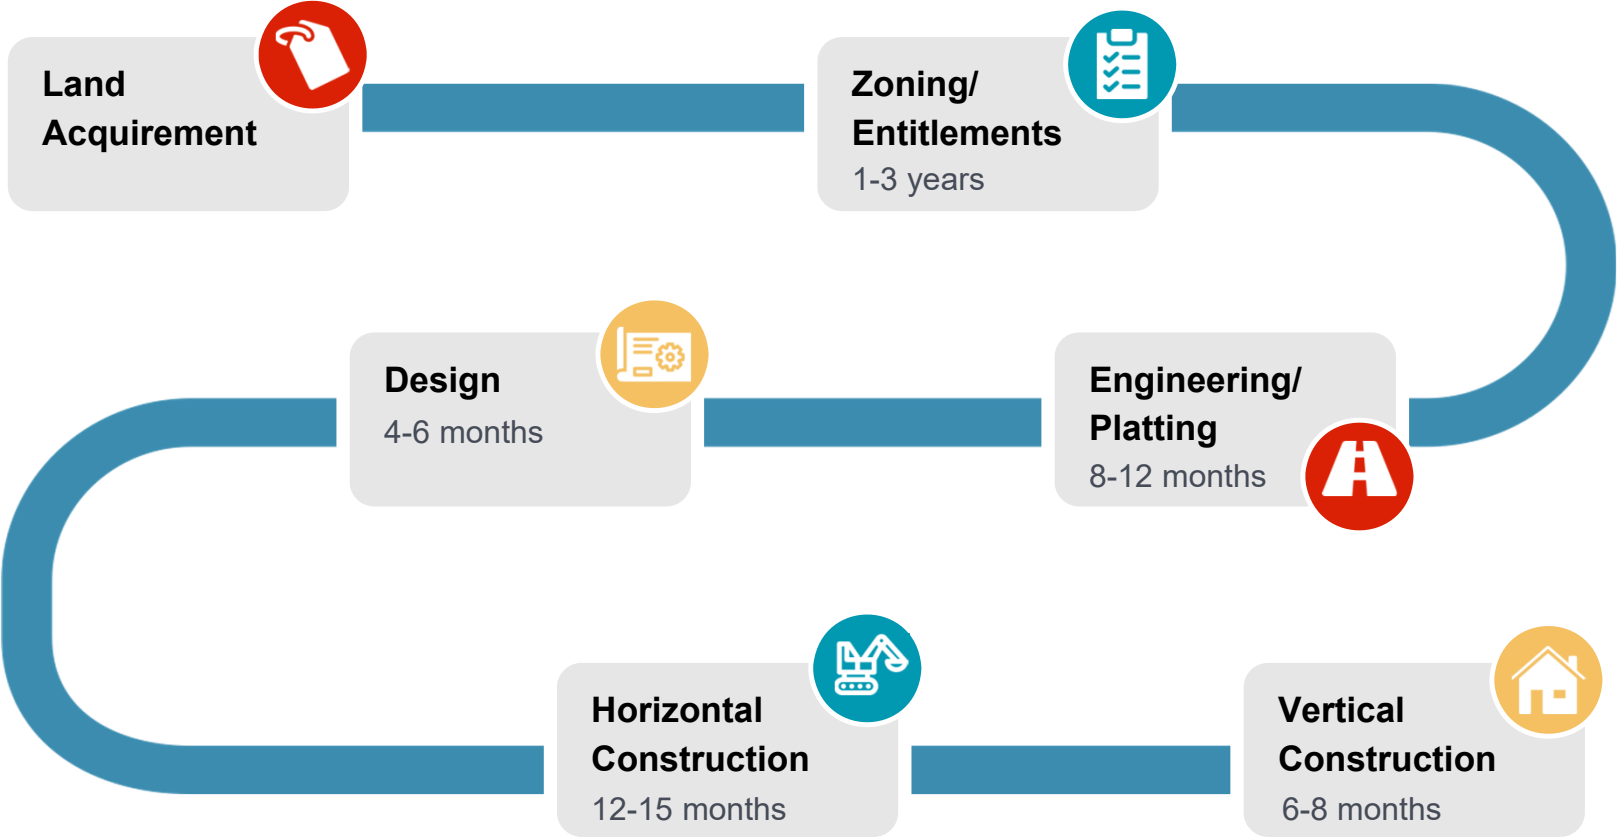 Land
Acquirement
Zoning/
Entitlements
1-3 years
Engineering/
Platting
8-12 months
Design
4-6 months
Horizontal
Construction
12-15 months
Vertical
Construction
6-8 months